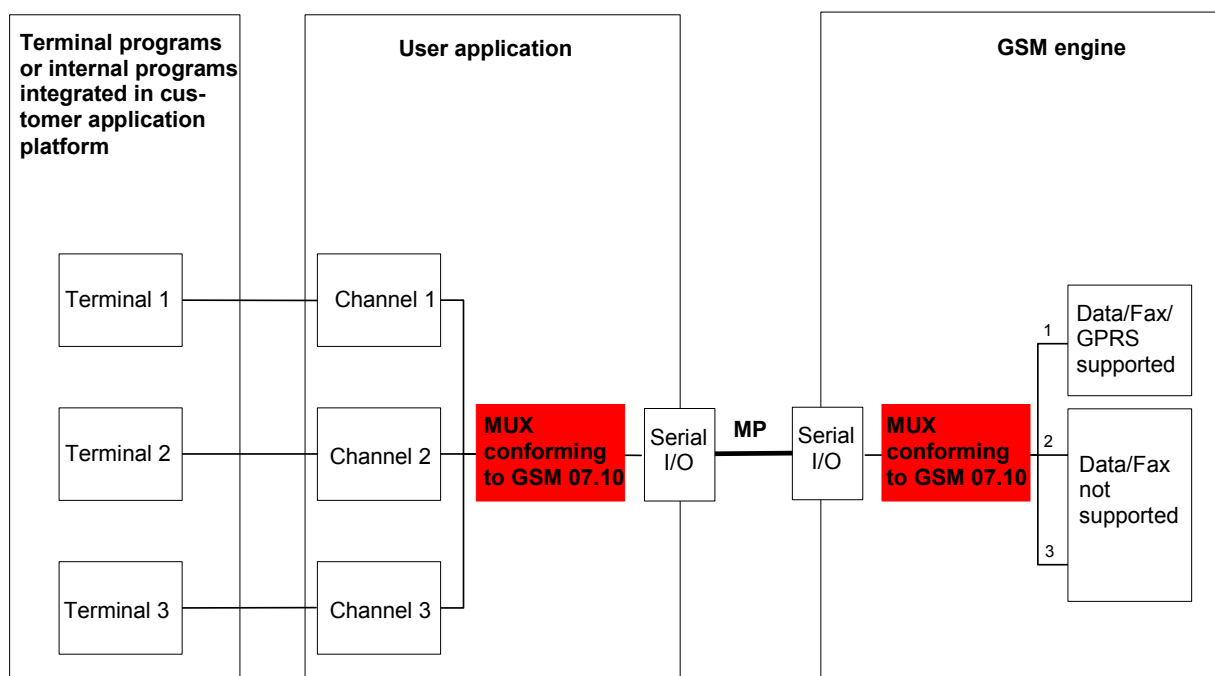 Terminal programs
or internal programs
integrated in cus-
tomer application
platform
User application
GSM engine
Terminal 1
Channel 1
Terminal 2
Channel 2
Terminal 3
Channel 3
MUX
conforming
to GSM 07.10
Serial
I/O
MP
Serial
I/O
MUX
conforming
to GSM 07.10
1
2
3
Data/Fax/
GPRS
supported
Data/Fax
not
supported